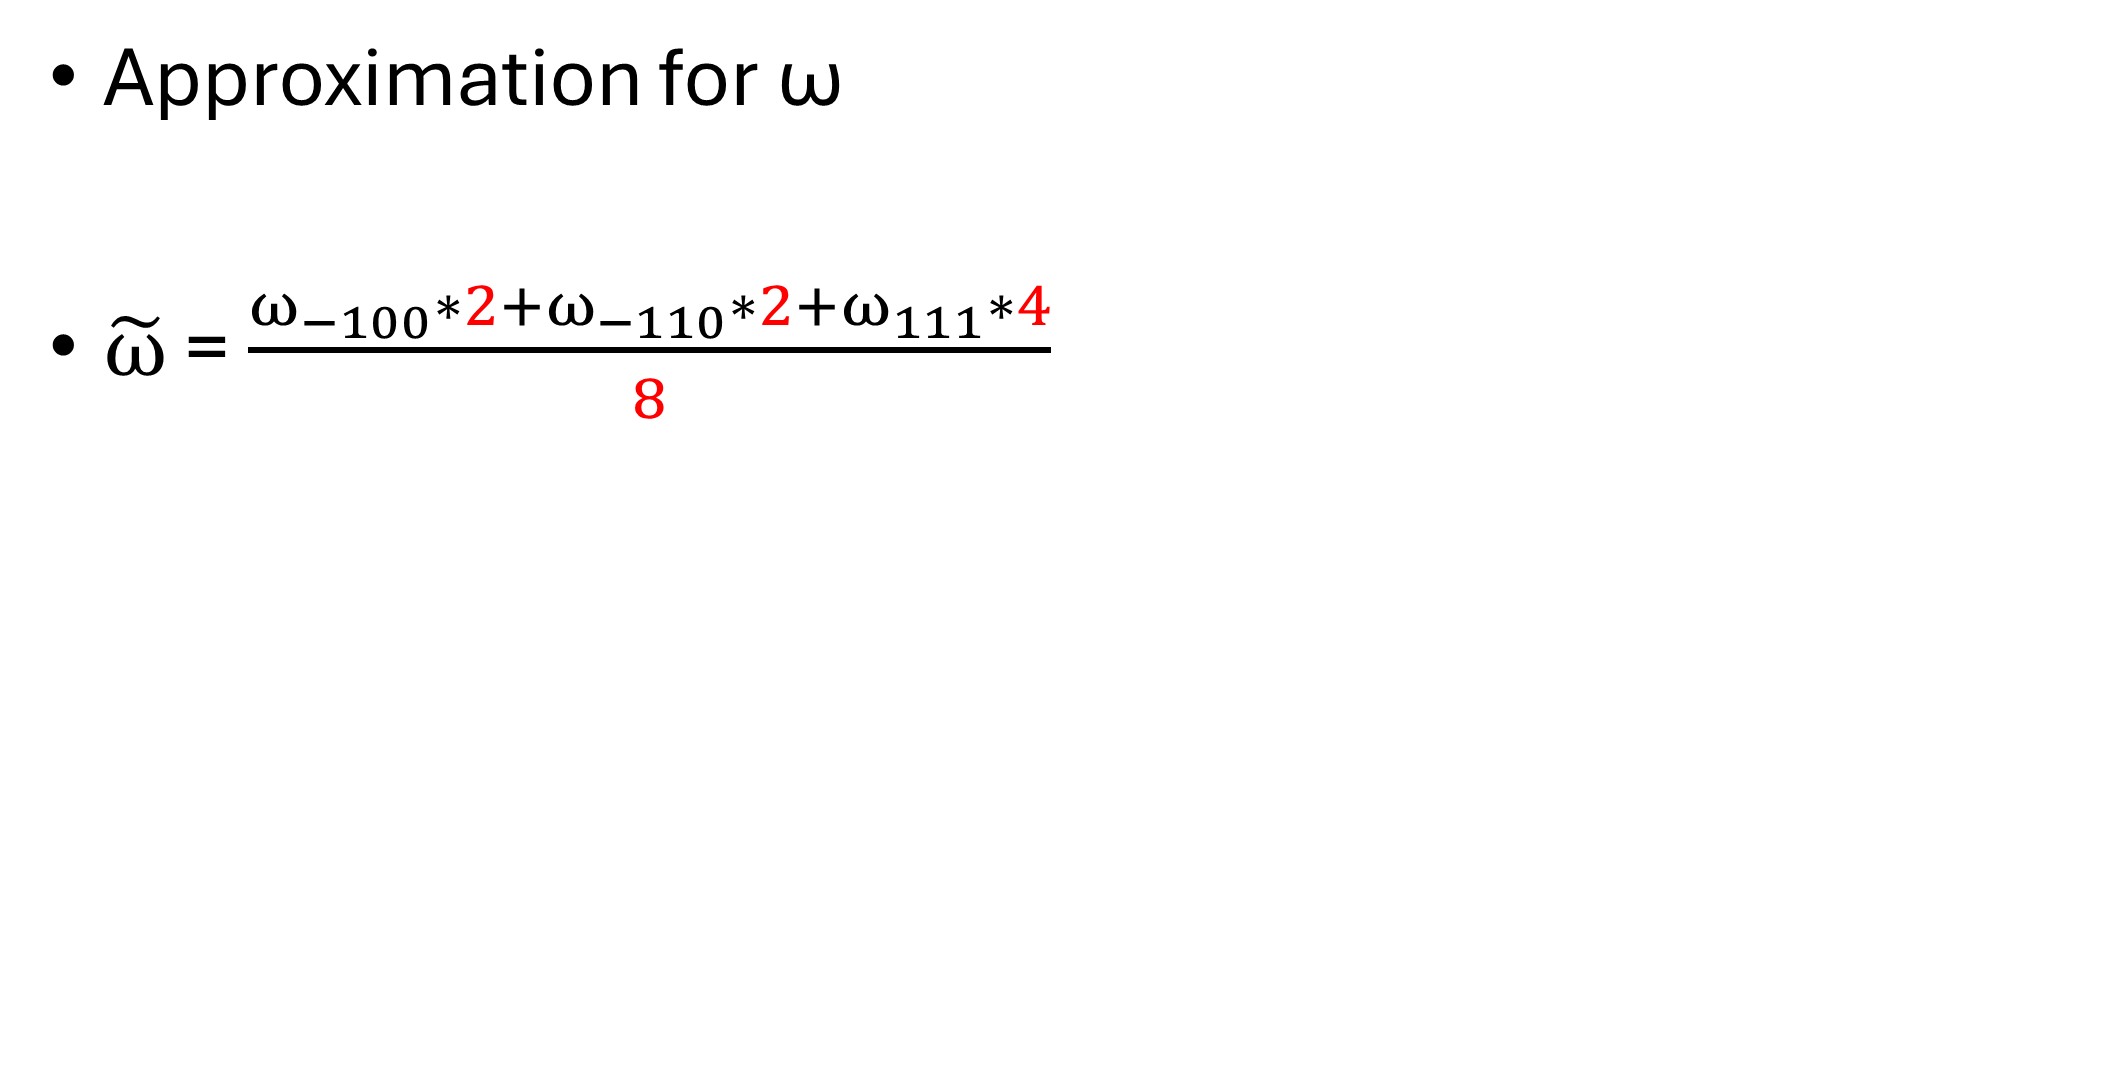 • Approximation for ω
• ω̃ = (ω₋₁₀₀*2+ω₋₁₁₀*2+ω₁₁₁*4)/8